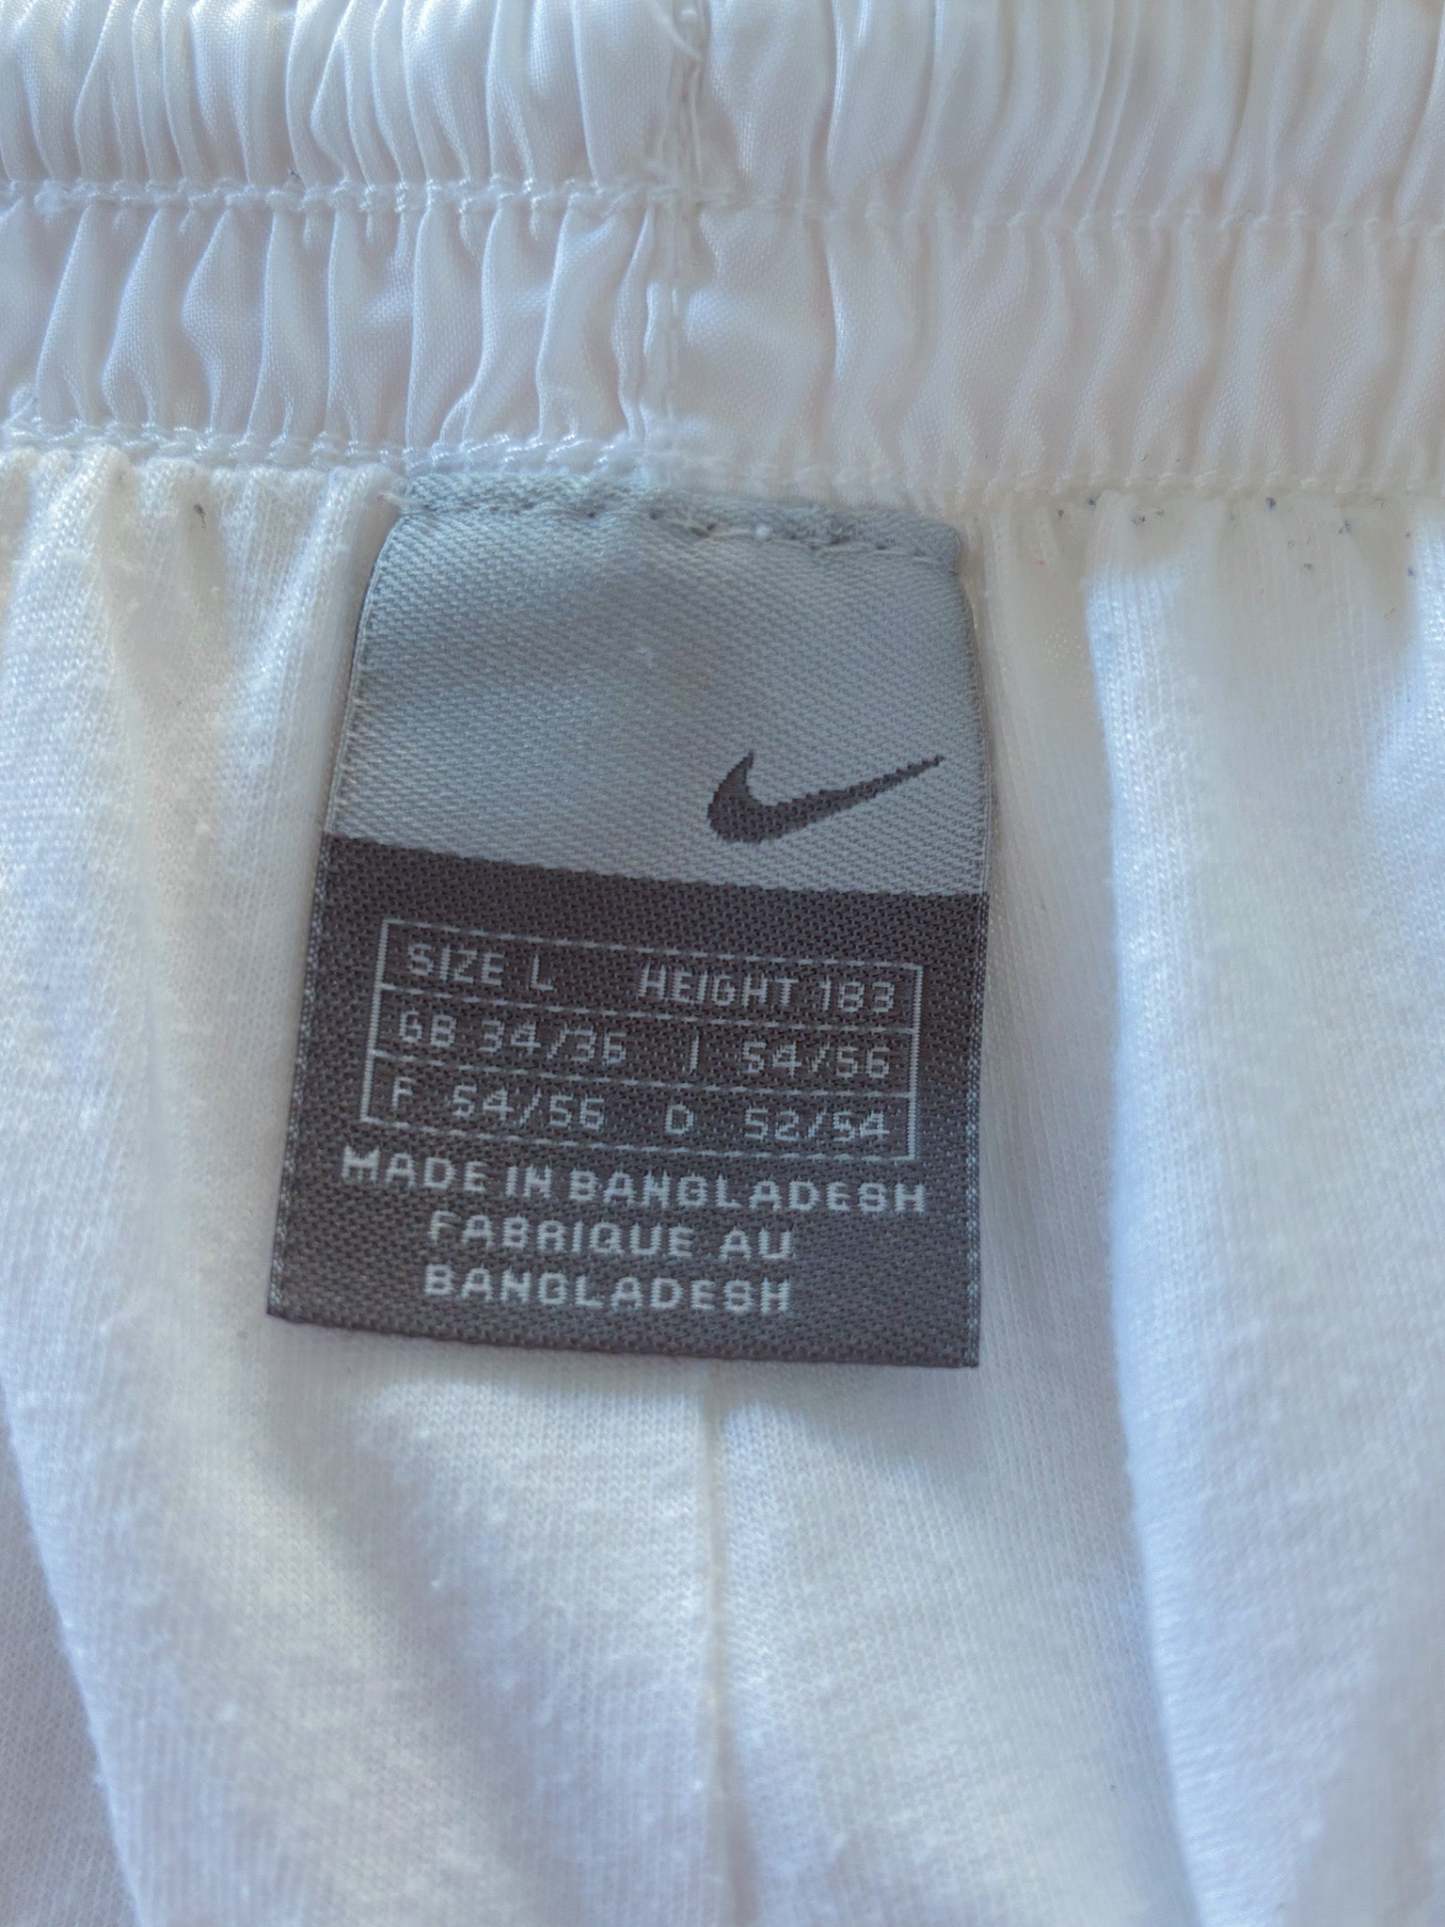 SIZE L HEIGHT 183
GB 34/36 I 54/56
F 54/56 D 52/54
MADE IN BANGLADESH
FABRIQUE AU
BANGLADESH